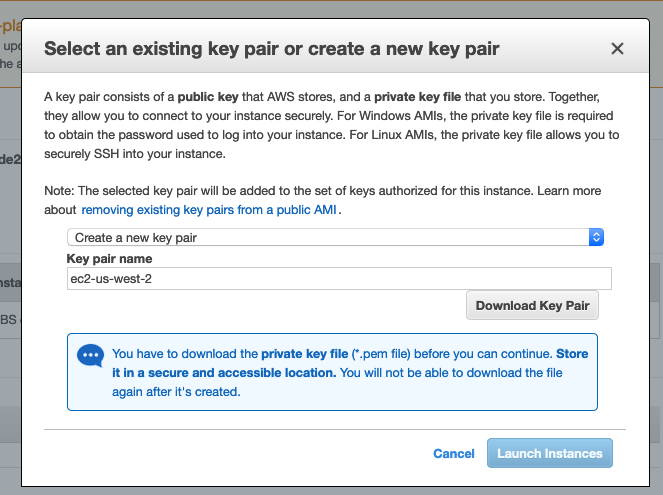 -pla
Select an existing key pair or create a new key pair
upd
the a
A key pair consists of a public key that AWS stores, and a private key file that you store. Together,
they allow you to connect to your instance securely. For Windows AMIs, the private key file is required
to obtain the password used to log into your instance. For Linux AMIs, the private key file allows you to
securely SSH into your instance.
de2
Note: The selected key pair will be added to the set of keys authorized for this instance. Learn more
about removing existing key pairs from a public AMI .
Create a new key pair
Key pair name
ec2-us-west-2
nsta
Download Key Pair
BS
You have to download the private key file (*.pem file) before you can continue. Store
it in a secure and accessible location. You will not be able to download the file
again after it's created.
Cancel
Launch Instances